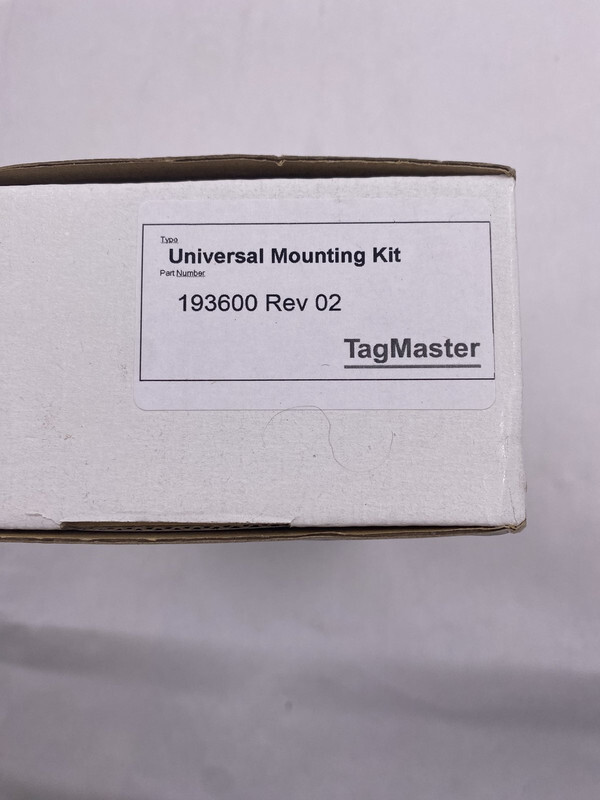 Type
Universal Mounting Kit
Part Number
193600 Rev 02
TagMaster